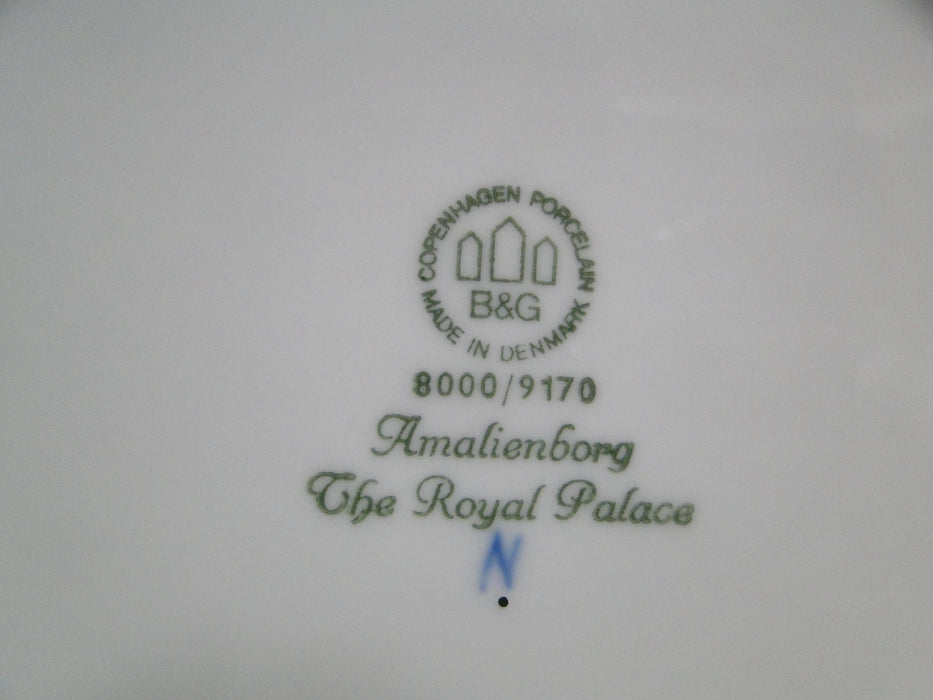 COPENHAGEN PORCELAIN
B&G
MADE IN DENMARK
8000/9170
Amalienborg
The Royal Palace
N